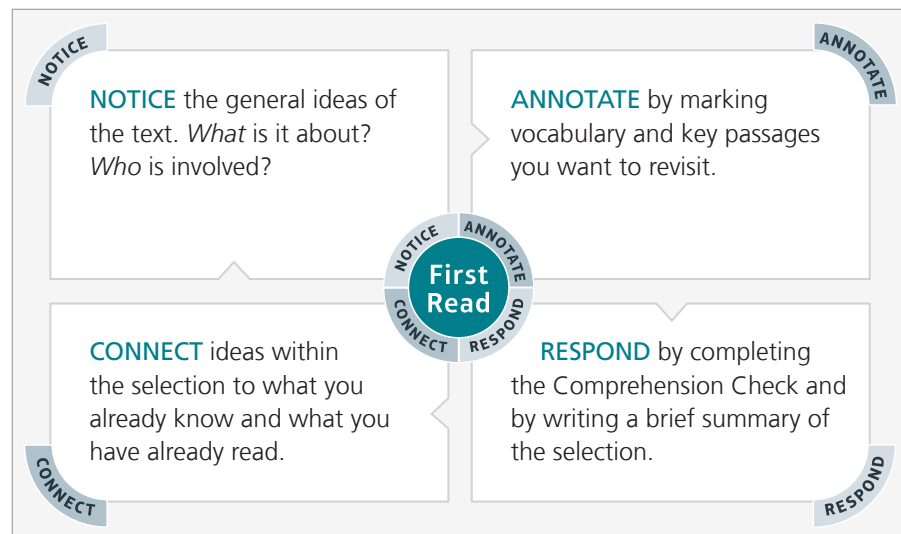 NOTICE
NOTICE the general ideas of
the text. What is it about?
Who is involved?
ANNOTATE
ANNOTATE by marking
vocabulary and key passages
you want to revisit.
NOTICE
ANNOTATE
First
Read
CONNECT
RESPOND
CONNECT ideas within
the selection to what you
already know and what you
have already read.
CONNECT
RESPOND by completing
the Comprehension Check and
by writing a brief summary of
the selection.
RESPOND